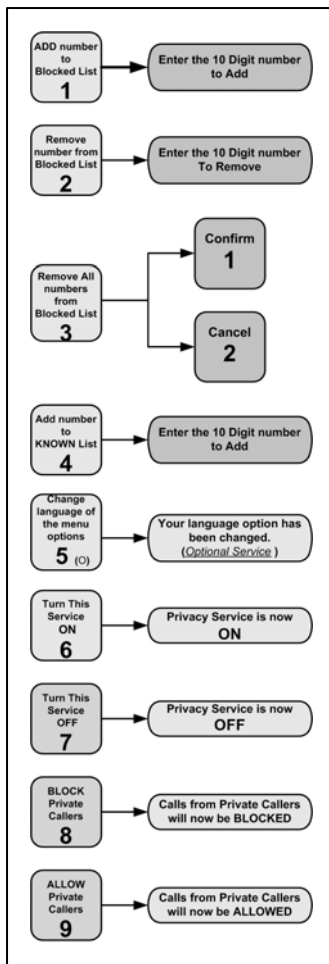 ADD number
to
Blocked List
1
Enter the 10 Digit number
to Add
Remove
number from
Blocked List
2
Enter the 10 Digit number
To Remove
Remove All
numbers
from
Blocked List
3
Confirm
1
Cancel
2
Add number
to
KNOWN List
4
Enter the 10 Digit number
to Add
Change
language of
the menu
options
5 (O)
Your language option has
been changed.
(Optional Service )
Turn This
Service
ON
6
Privacy Service is now
ON
Turn This
Service
OFF
7
Privacy Service is now
OFF
BLOCK
Private
Callers
8
Calls from Private Callers
will now be BLOCKED
ALLOW
Private
Callers
9
Calls from Private Callers
will now be ALLOWED